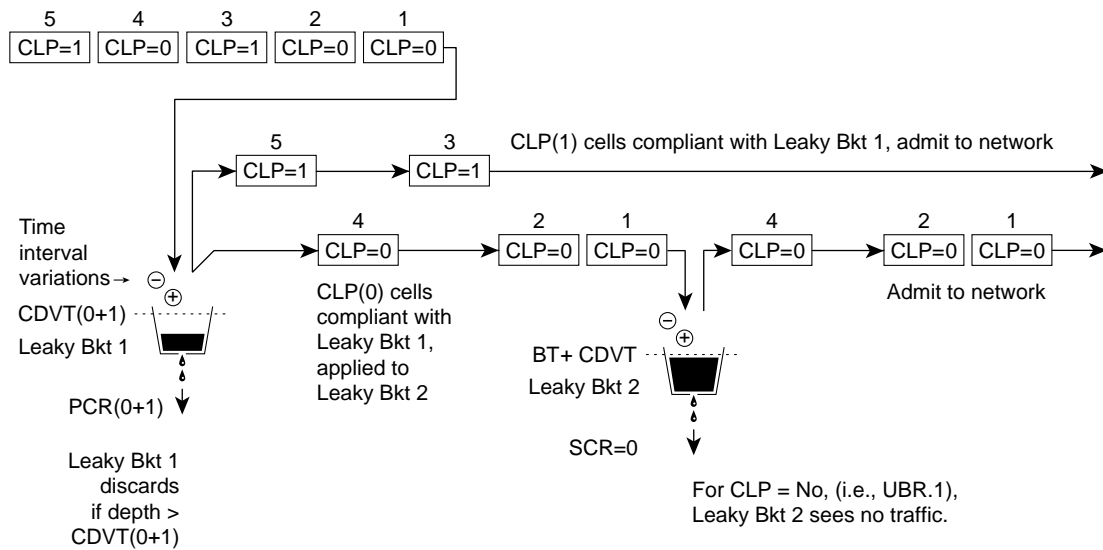 5 4 3 2 1
CLP=1 CLP=0 CLP=1 CLP=0 CLP=0
5 3
CLP=1 CLP=1
CLP(1) cells compliant with Leaky Bkt 1, admit to network
4 2 1 4 2 1
CLP=0 CLP=0 CLP=0 CLP=0 CLP=0 CLP=0
Time
interval
variations→
− +
CDVT(0+1)
Leaky Bkt 1
PCR(0+1)
Leaky Bkt 1
discards
if depth >
CDVT(0+1)
CLP(0) cells
compliant with
Leaky Bkt 1,
applied to
Leaky Bkt 2
Admit to network
− +
BT+ CDVT
Leaky Bkt 2
SCR=0
For CLP = No, (i.e., UBR.1),
Leaky Bkt 2 sees no traffic.